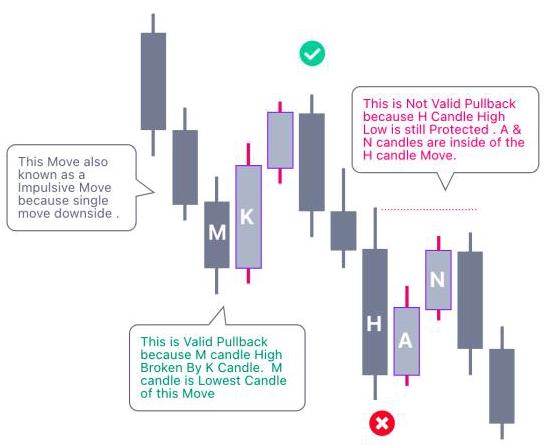 This is Not Valid Pullback
because H Candle High
Low is still Protected . A &
N candles are inside of the
H candle Move.
This Move also
known as a
Impulsive Move
because single
move downside .
M
K
N
H
A
This is Valid Pullback
because M candle High
Broken By K Candle. M
candle is Lowest Candle
of this Move